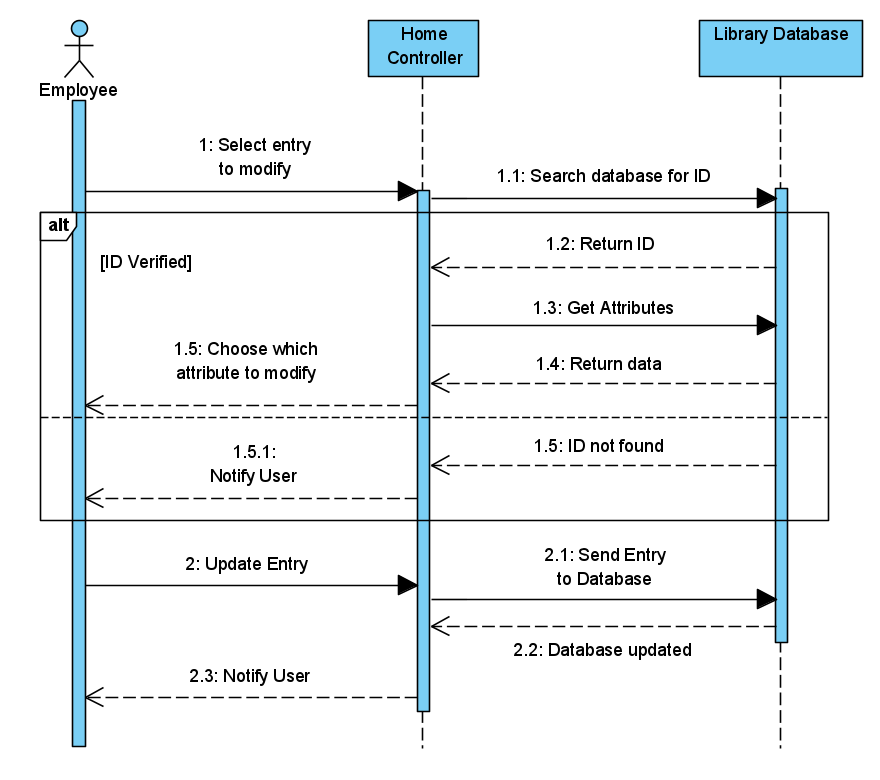 Home
Controller
Library Database
Employee
1: Select entry
to modify
1.1: Search database for ID
alt
1.2: Return ID
[ID Verified]
1.3: Get Attributes
1.5: Choose which
attribute to modify
1.4: Return data
1.5.1:
Notify User
1.5: ID not found
2: Update Entry
2.1: Send Entry
to Database
2.2: Database updated
2.3: Notify User